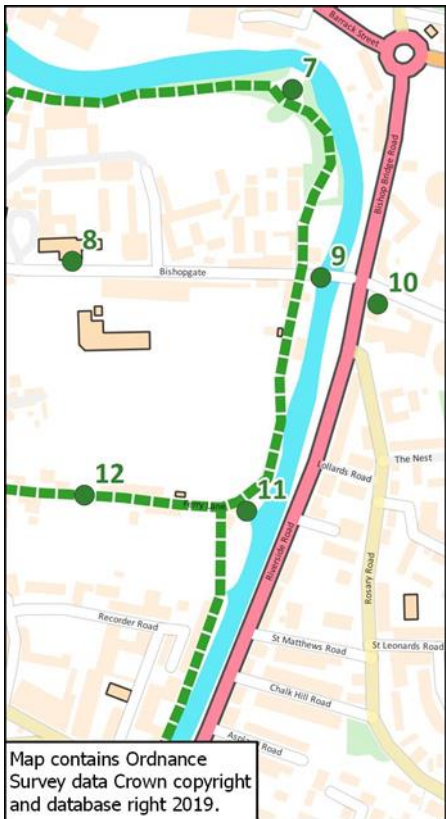 Barrack Street
7
Bishop Bridge Road
8
Bishopgate
9
10
The Nest
Lollards Road
12
Ferry Lane
11
Riverside Road
Rosary Road
Recorder Road
St Matthews Road
St Leonards Road
Chalk Hill Road
Map contains Ordnance
Survey data Crown copyright
and database right 2019.